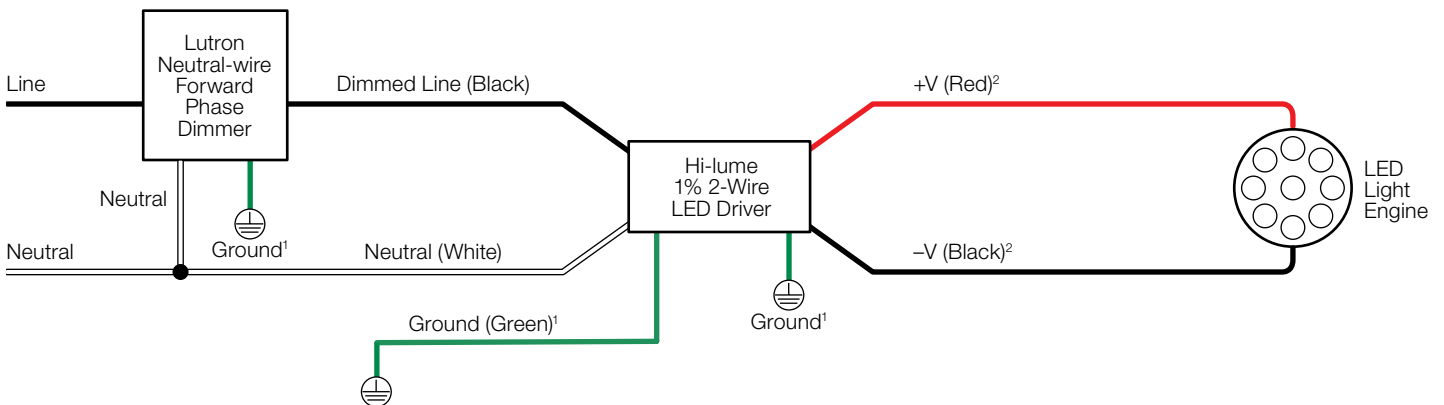 Line
Lutron
Neutral-wire
Forward
Phase
Dimmer
Dimmed Line (Black)
+V (Red)²
Hi-lume
1% 2-Wire
LED Driver
LED
Light
Engine
Neutral
Ground¹
Neutral
Neutral (White)
–V (Black)²
Ground (Green)¹
Ground¹